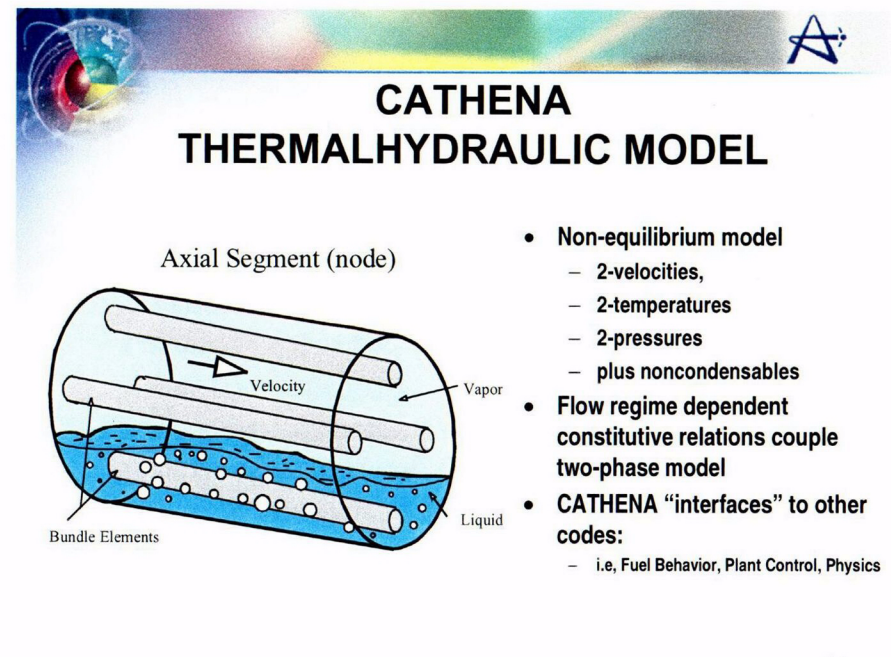 CATHENA
THERMALHYDRAULIC MODEL
Axial Segment (node)
Velocity
Vapor
Liquid
Bundle Elements
• Non-equilibrium model
– 2-velocities,
– 2-temperatures
– 2-pressures
– plus noncondensables
• Flow regime dependent
constitutive relations couple
two-phase model
• CATHENA “interfaces” to other
codes:
– i.e, Fuel Behavior, Plant Control, Physics